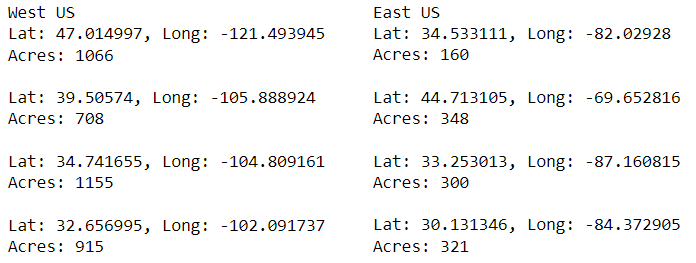 West US
Lat: 47.014997, Long: -121.493945
Acres: 1066
Lat: 39.50574, Long: -105.888924
Acres: 708
Lat: 34.741655, Long: -104.809161
Acres: 1155
Lat: 32.656995, Long: -102.091737
Acres: 915
East US
Lat: 34.533111, Long: -82.02928
Acres: 160
Lat: 44.713105, Long: -69.652816
Acres: 348
Lat: 33.253013, Long: -87.160815
Acres: 300
Lat: 30.131346, Long: -84.372905
Acres: 321